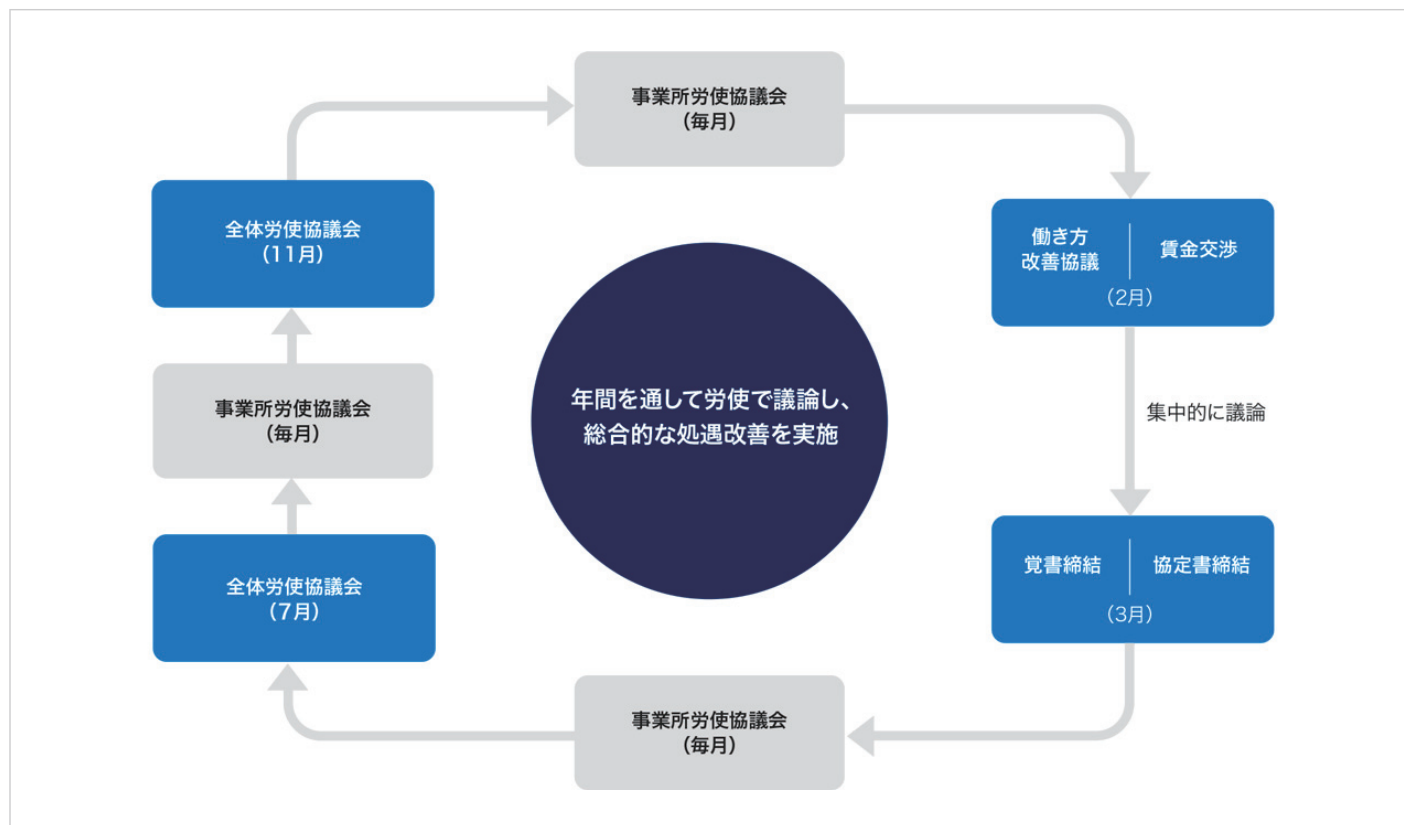 事業所労使協議会
（毎月）
働き方
改善協議
賃金交渉
（2月）
集中的に議論
覚書締結
協定書締結
（3月）
事業所労使協議会
（毎月）
全体労使協議会
（7月）
事業所労使協議会
（毎月）
全体労使協議会
（11月）
年間を通して労使で議論し、
総合的な処遇改善を実施